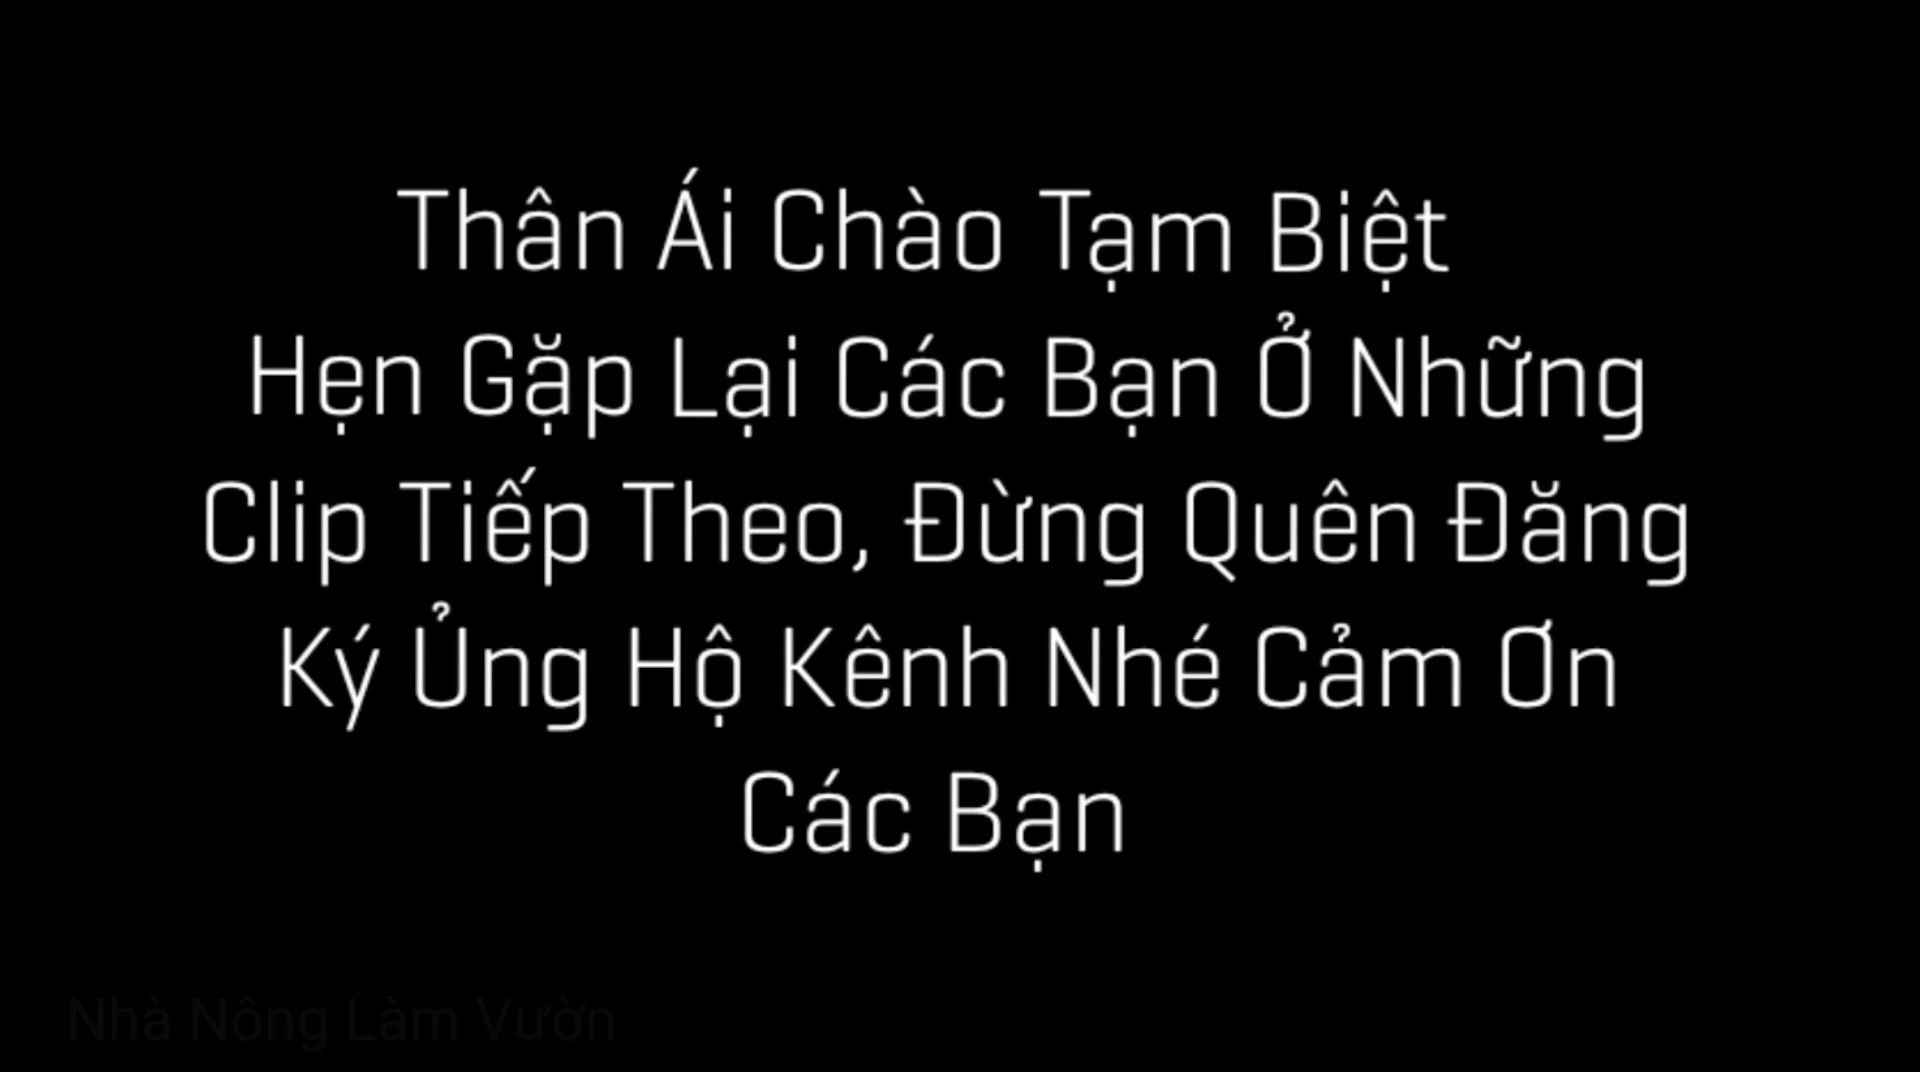 Thân Ái Chào Tạm Biệt
Hẹn Gặp Lại Các Bạn Ở Những
Clip Tiếp Theo, Đừng Quên Đăng
Ký Ủng Hộ Kênh Nhé Cảm Ơn
Các Bạn
Nhà Nông Làm Vườn